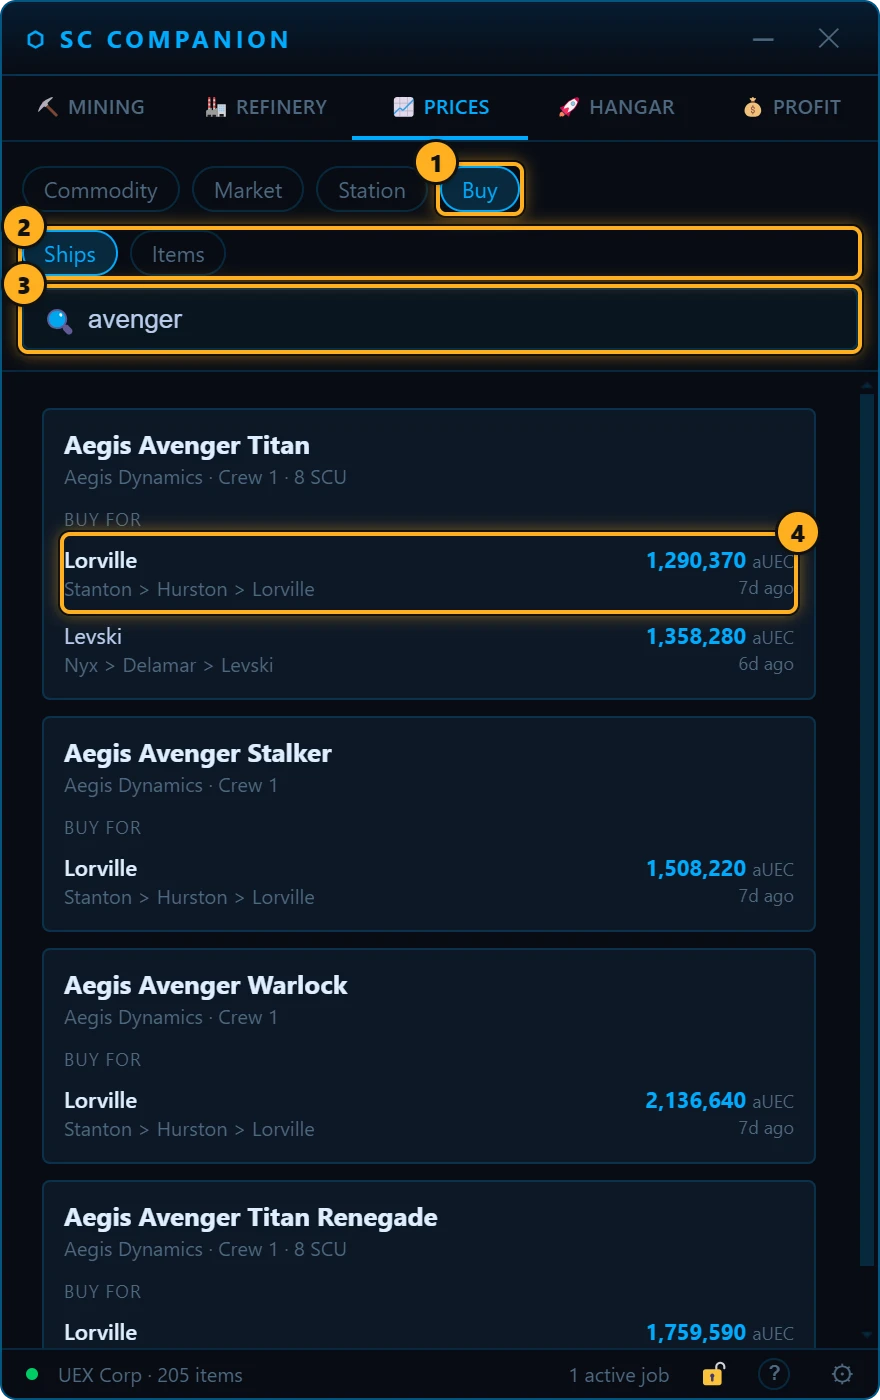 SC COMPANION
MINING REFINERY PRICES HANGAR PROFIT
1
Commodity Market Station Buy
2
Ships Items
3
avenger
Aegis Avenger Titan
Aegis Dynamics · Crew 1 · 8 SCU
BUY FOR
4
Lorville 1,290,370 aUEC
Stanton > Hurston > Lorville 7d ago
Levski 1,358,280 aUEC
Nyx > Delamar > Levski 6d ago
Aegis Avenger Stalker
Aegis Dynamics · Crew 1
BUY FOR
Lorville 1,508,220 aUEC
Stanton > Hurston > Lorville 7d ago
Aegis Avenger Warlock
Aegis Dynamics · Crew 1
BUY FOR
Lorville 2,136,640 aUEC
Stanton > Hurston > Lorville 7d ago
Aegis Avenger Titan Renegade
Aegis Dynamics · Crew 1 · 8 SCU
BUY FOR
Lorville 1,759,590 aUEC
UEX Corp · 205 items 1 active job ?